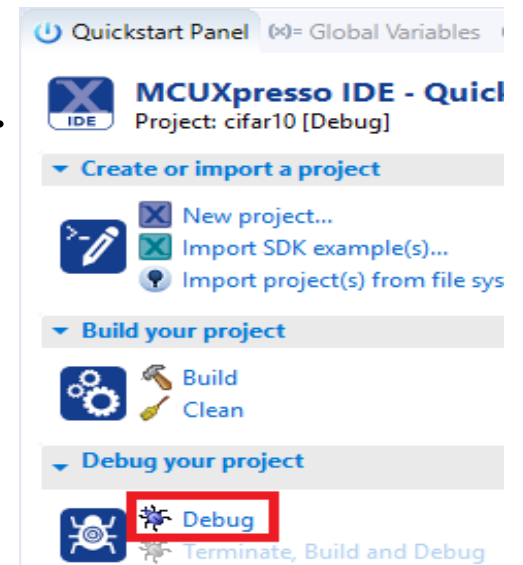 Quickstart Panel (x)= Global Variables
IDE
MCUXpresso IDE - Quick
Project: cifar10 [Debug]
Create or import a project
New project...
Import SDK example(s)...
Import project(s) from file sys
Build your project
Build
Clean
Debug your project
Debug
Terminate, Build and Debug